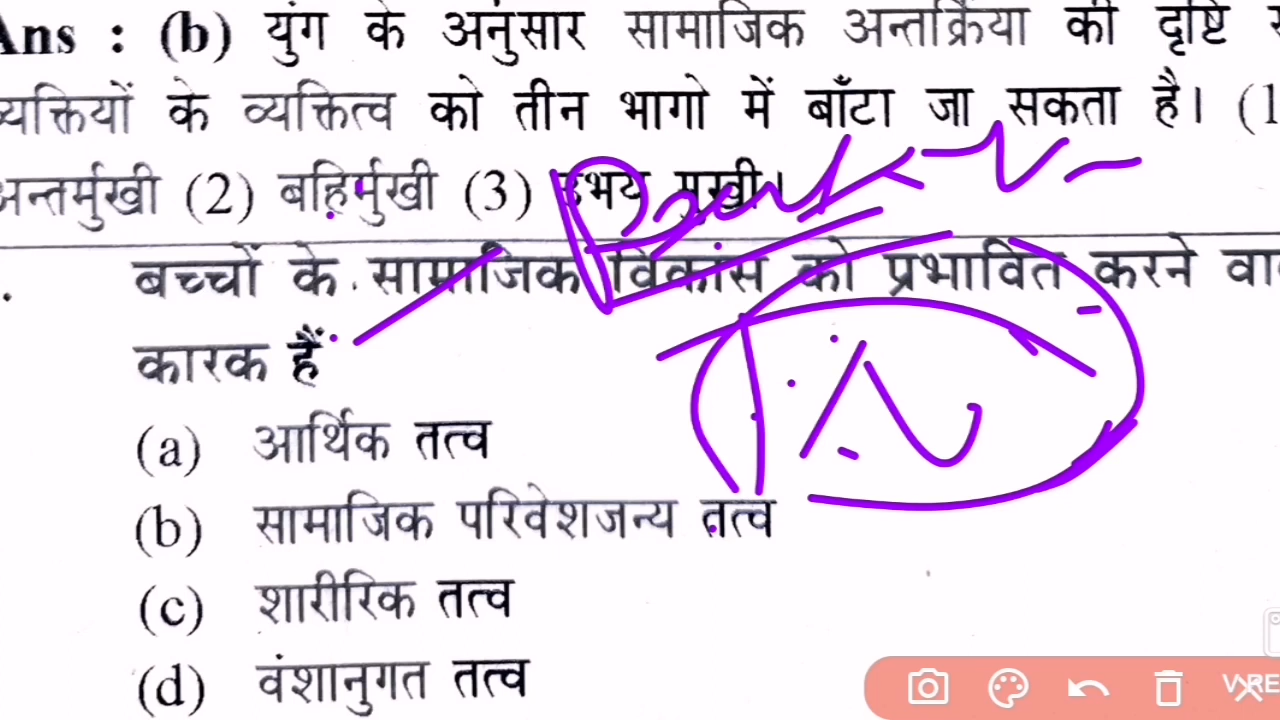 Ans : (b) युंग के अनुसार सामाजिक अन्तर्क्रिया की दृष्टि
व्यक्तियों के व्यक्तित्व को तीन भागो में बाँटा जा सकता है। (1
अन्तर्मुखी (2) बहिर्मुखी (3) उभय मुखी।
बच्चों के सामाजिक विकास को प्रभावित करने
कारक हैं
(a) आर्थिक तत्व
(b) सामाजिक परिवेशजन्य तत्व
(c) शारीरिक तत्व
(d) वंशानुगत तत्व